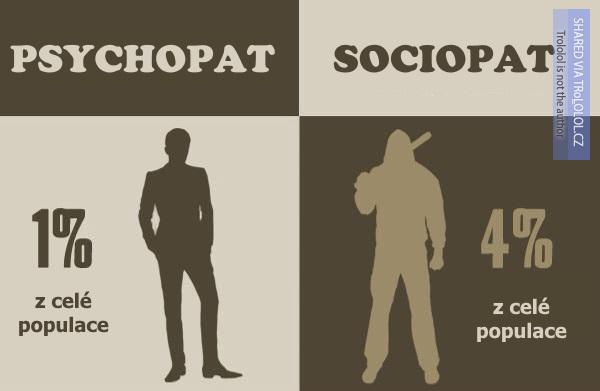 PSYCHOPAT
SOCIOPAT
SHARED VIA TRoLOLOL.CZ
Trololol is not the author
1%
z celé
populace
4%
z celé
populace